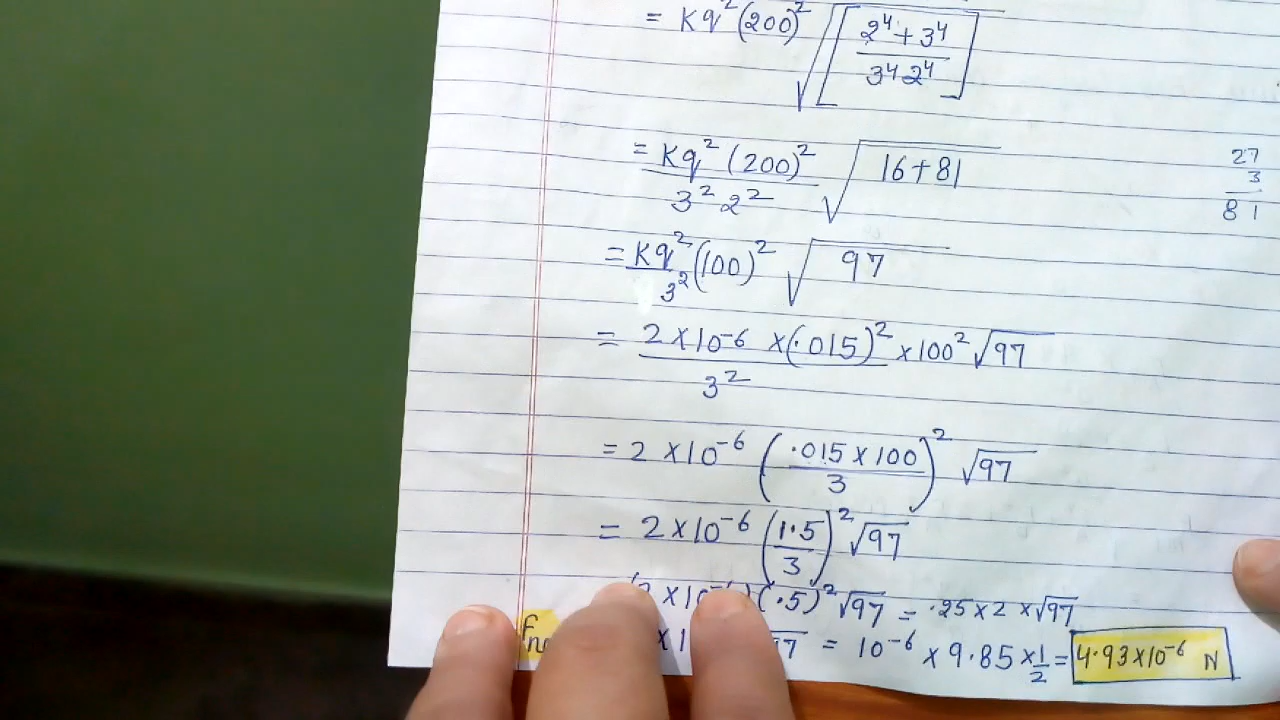 = Kq²(200)² √[(2⁴+3⁴)/(3⁴2⁴)]
= Kq²(200)²/3²2² √16+81
27
3
81
= Kq²/3² (100)² √97
= 2×10⁻⁶ ×(.015)²/3² ×100² √97
= 2×10⁻⁶ (.015×100/3)² √97
= 2×10⁻⁶ (1.5/3)² √97
×10 (.5)² √97 = .25×2 ×√97
×1 = 10⁻⁶ ×9.85×1/2 = 4.93×10⁻⁶ N